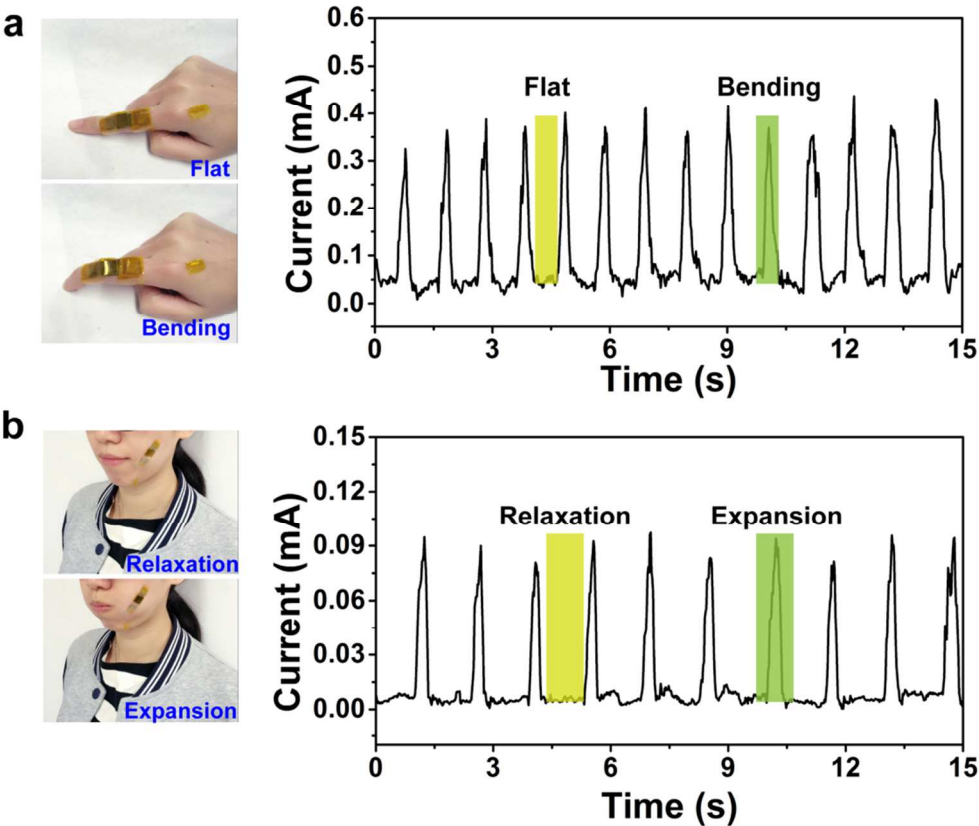 a
Flat
Bending
Current (mA)
0.6
0.5
0.4
0.3
0.2
0.1
0.0
Flat
Bending
0
3
6
9
12
15
Time (s)
b
Relaxation
Expansion
Current (mA)
0.15
0.12
0.09
0.06
0.03
0.00
Relaxation
Expansion
0
3
6
9
12
15
Time (s)